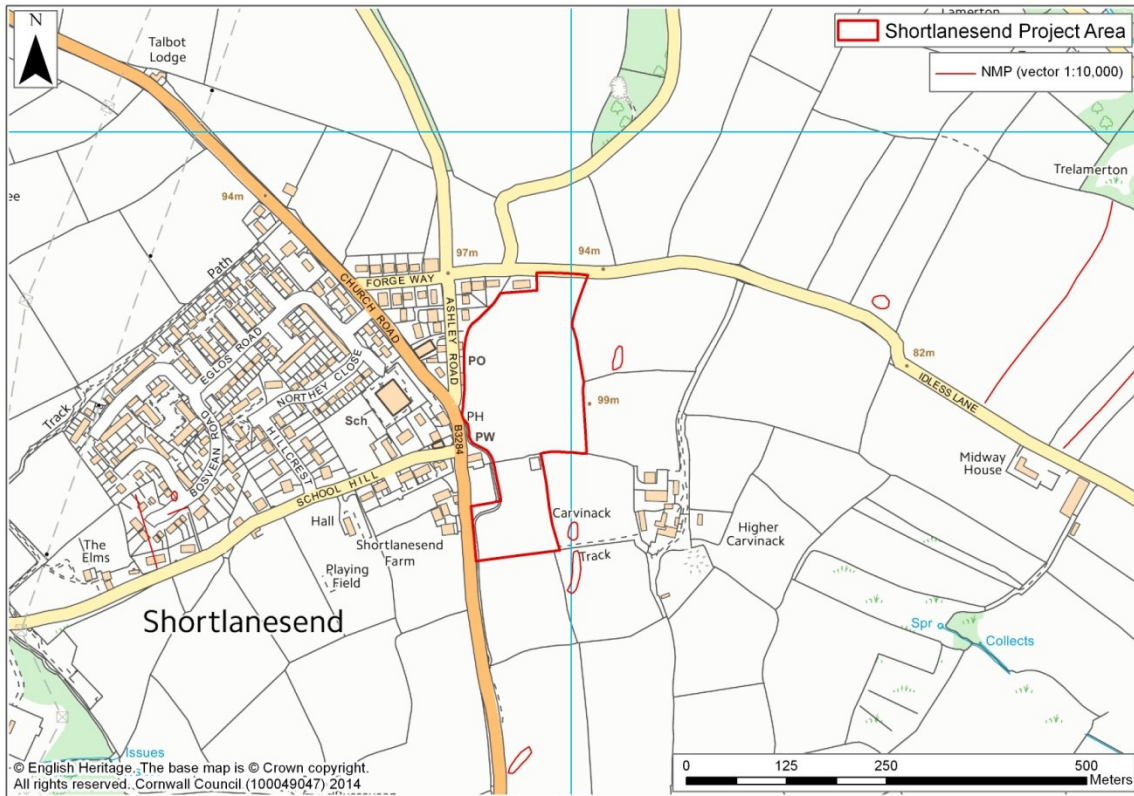 N
Talbot
Lodge
Lamerton
Shortlanesend Project Area
NMP (vector 1:10,000)
Trelamerton
ee
94m
Path
97m
94m
FORGE WAY
CHURCH ROAD
ASHLEY ROAD
EGLOS ROAD
NORTHEY CLOSE
PO
82m
IDLESS LANE
99m
Track
Sch
PH
PW
B3284
BOSVEAN ROAD
HILLCREST
SCHOOL HILL
Midway
House
The
Elms
Hall
Shortlanesend
Farm
Playing
Field
Carvinack
Track
Higher
Carvinack
Shortlanesend
Spr
Collects
Issues
© English Heritage. The base map is © Crown copyright.
All rights reserved. Cornwall Council (100049047) 2014
0 125 250 500
Meters